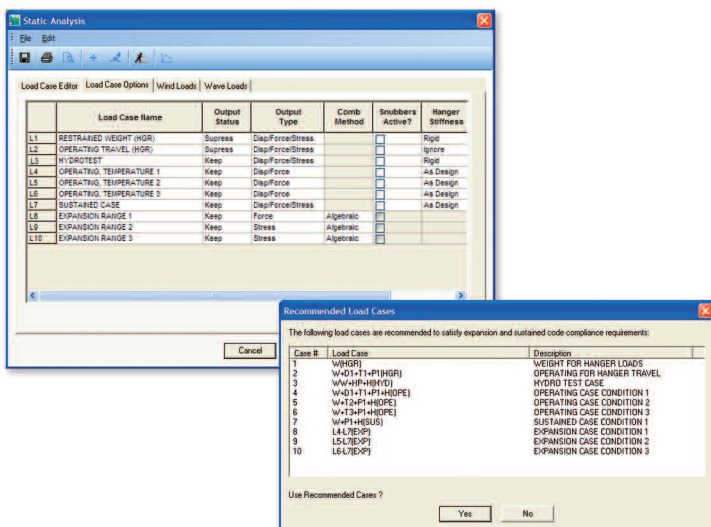 Static Analysis
File Edit
Load Case Editor Load Case Options Wind Loads Wave Loads
Load Case Name Output Status Output Type Comb Method Snubbers Active? Hanger Stiffness
L1 RESTRAINED WEIGHT (HGR) Supress Disp/Force/Stress Rigid
L2 OPERATING TRAVEL (HGR) Supress Disp/Force/Stress Ignore
L3 HYDROTEST Keep Disp/Force/Stress Rigid
L4 OPERATING, TEMPERATURE 1 Keep Disp/Force As Design
L5 OPERATING, TEMPERATURE 2 Keep Disp/Force As Design
L6 OPERATING, TEMPERATURE 3 Keep Disp/Force As Design
L7 SUSTAINED CASE Keep Disp/Force/Stress As Design
L8 EXPANSION RANGE 1 Keep Force Algebraic
L9 EXPANSION RANGE 2 Keep Stress Algebraic
L10 EXPANSION RANGE 3 Keep Stress Algebraic
Cancel
Recommended Load Cases
The following load cases are recommended to satisfy expansion and sustained code compliance requirements:
Case # Load Case Description
1 W(HGR) WEIGHT FOR HANGER LOADS
2 W+D1+T1+P1(HGR) OPERATING FOR HANGER TRAVEL
3 WW+HP+H(HYD) HYDRO TEST CASE
4 W+D1+T1+P1+H(OPE) OPERATING CASE CONDITION 1
5 W+T2+P1+H(OPE) OPERATING CASE CONDITION 2
6 W+T3+P1+H(OPE) OPERATING CASE CONDITION 3
7 W+P1+H(SUS) SUSTAINED CASE CONDITION 1
8 L4-L7(EXP) EXPANSION CASE CONDITION 1
9 L5-L7(EXP) EXPANSION CASE CONDITION 2
10 L6-L7(EXP) EXPANSION CASE CONDITION 3
Use Recommended Cases ?
Yes No